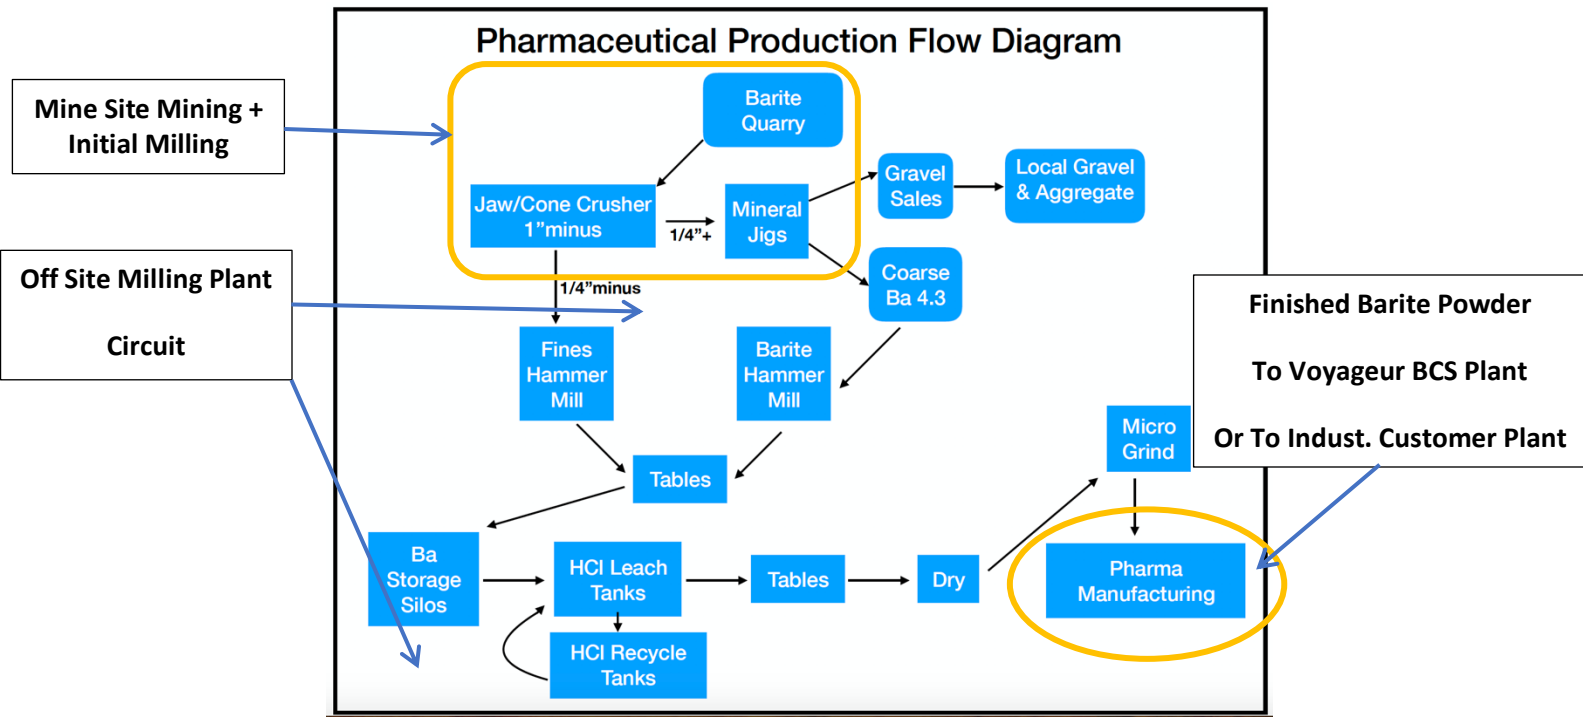 Pharmaceutical Production Flow Diagram
Mine Site Mining +
Initial Milling
Barite
Quarry
Jaw/Cone Crusher
1”minus
1/4”+
Mineral
Jigs
Gravel
Sales
Local Gravel
& Aggregate
Coarse
Ba 4.3
1/4”minus
Off Site Milling Plant
Circuit
Finished Barite Powder
To Voyageur BCS Plant
Or To Indust. Customer Plant
Fines
Hammer
Mill
Barite
Hammer
Mill
Tables
Micro
Grind
Ba
Storage
Silos
HCl Leach
Tanks
Tables
Dry
Pharma
Manufacturing
HCl Recycle
Tanks